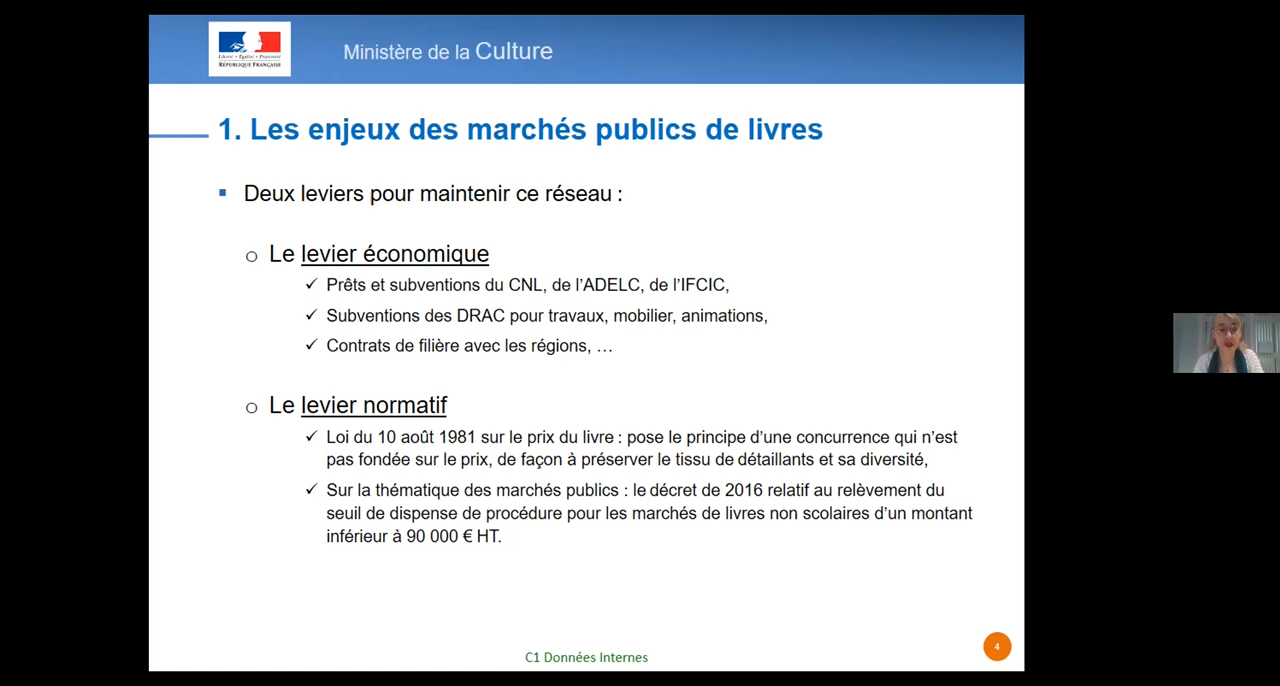 Liberté • Égalité • Fraternité
RÉPUBLIQUE FRANÇAISE
Ministère de la Culture
1. Les enjeux des marchés publics de livres
Deux leviers pour maintenir ce réseau :
Le levier économique
Prêts et subventions du CNL, de l’ADELC, de l’IFCIC,
Subventions des DRAC pour travaux, mobilier, animations,
Contrats de filière avec les régions, …
Le levier normatif
Loi du 10 août 1981 sur le prix du livre : pose le principe d’une concurrence qui n’est
pas fondée sur le prix, de façon à préserver le tissu de détaillants et sa diversité,
Sur la thématique des marchés publics : le décret de 2016 relatif au relèvement du
seuil de dispense de procédure pour les marchés de livres non scolaires d’un montant
inférieur à 90 000 € HT.
C1 Données Internes
4